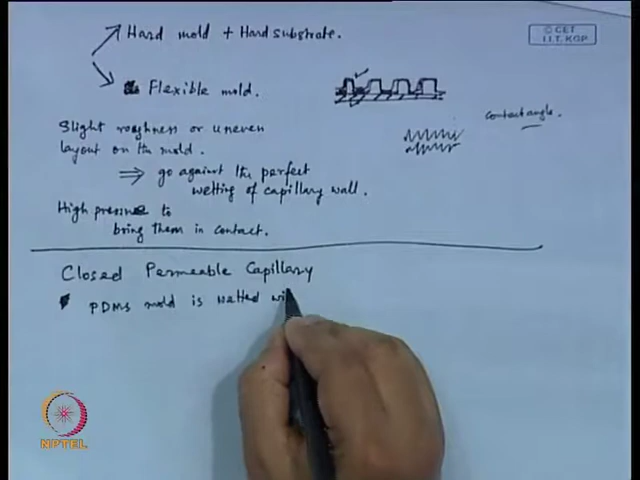 Hard mold + Hard substrate.
© CET
I.I.T. KGP
Flexible mold.
Contact angle.
Slight roughness or uneven
layout on the mold.
⇒ go against the perfect
wetting of capillary wall.
High pressure to
bring them in contact.
Closed Permeable Capillary
PDMS mold is wetted wi
NPTEL